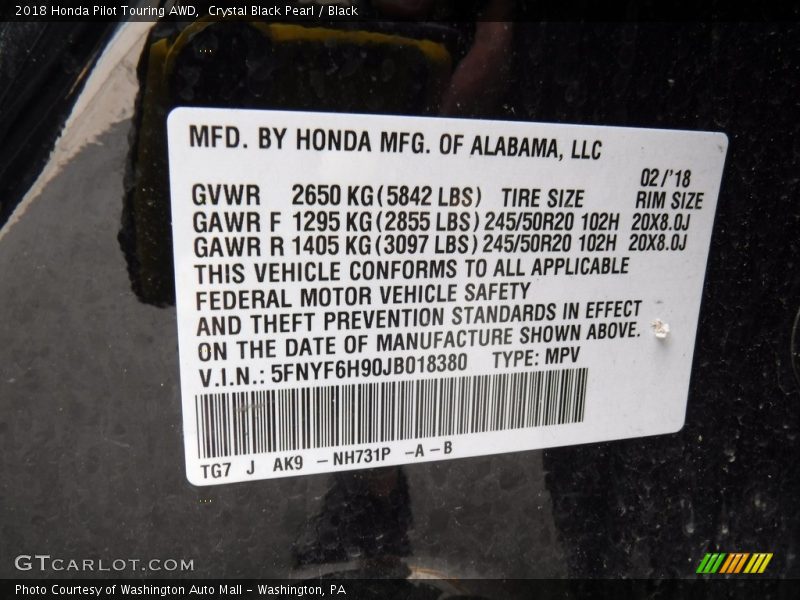 2018 Honda Pilot Touring AWD, Crystal Black Pearl / Black
MFD. BY HONDA MFG. OF ALABAMA, LLC
02/'18
GVWR 2650 KG(5842 LBS) TIRE SIZE RIM SIZE
GAWR F 1295 KG(2855 LBS) 245/50R20 102H 20X8.0J
GAWR R 1405 KG(3097 LBS) 245/50R20 102H 20X8.0J
THIS VEHICLE CONFORMS TO ALL APPLICABLE
FEDERAL MOTOR VEHICLE SAFETY
AND THEFT PREVENTION STANDARDS IN EFFECT
ON THE DATE OF MANUFACTURE SHOWN ABOVE.
V.I.N.: 5FNYF6H90JB018380 TYPE: MPV
TG7 J AK9 -NH731P -A-B
GTCARLOT.COM
Photo Courtesy of Washington Auto Mall - Washington, PA